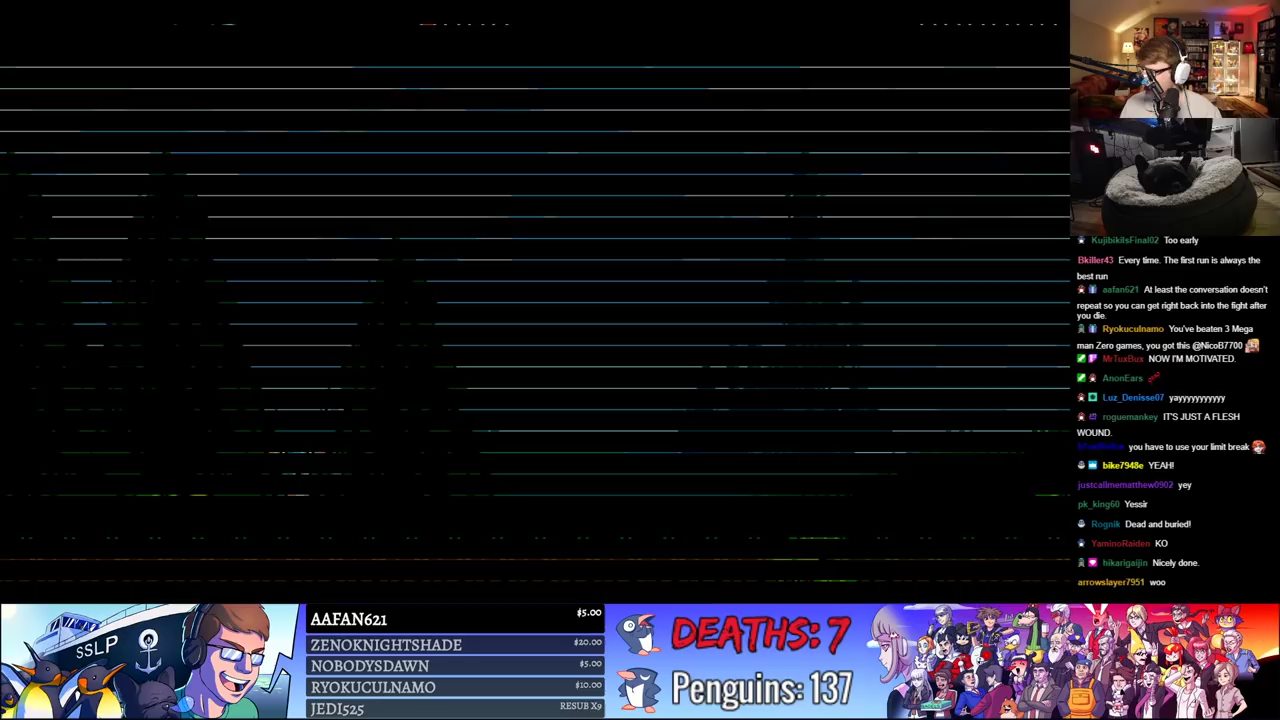 KujibikiIsFinal02 Too early
Bkiller43 Every time. The first run is always the
best run
aafan621 At least the conversation doesn't
repeat so you can get right back into the fight after
you die.
Ryokuculnamo You've beaten 3 Mega
man Zero games, you got this @NicoB7700
MrTuxBux NOW I'M MOTIVATED.
AnonEars
Luz_Denisse07 yayyyyyyyyyy
roguemankey IT'S JUST A FLESH
WOUND.
you have to use your limit break
bike7948e YEAH!
justcallmematthew0902 yey
pk_king60 Yessir
Rognik Dead and buried!
YaminoRaiden KO
hikarigaijin Nicely done.
arrowslayer7951 woo
SSLP
AAFAN621 $5.00
ZENOKNIGHTSHADE $20.00
NOBODYSDAWN $5.00
RYOKUCULNAMO $10.00
JEDI525 RESUB X9
DEATHS: 7
Penguins: 137